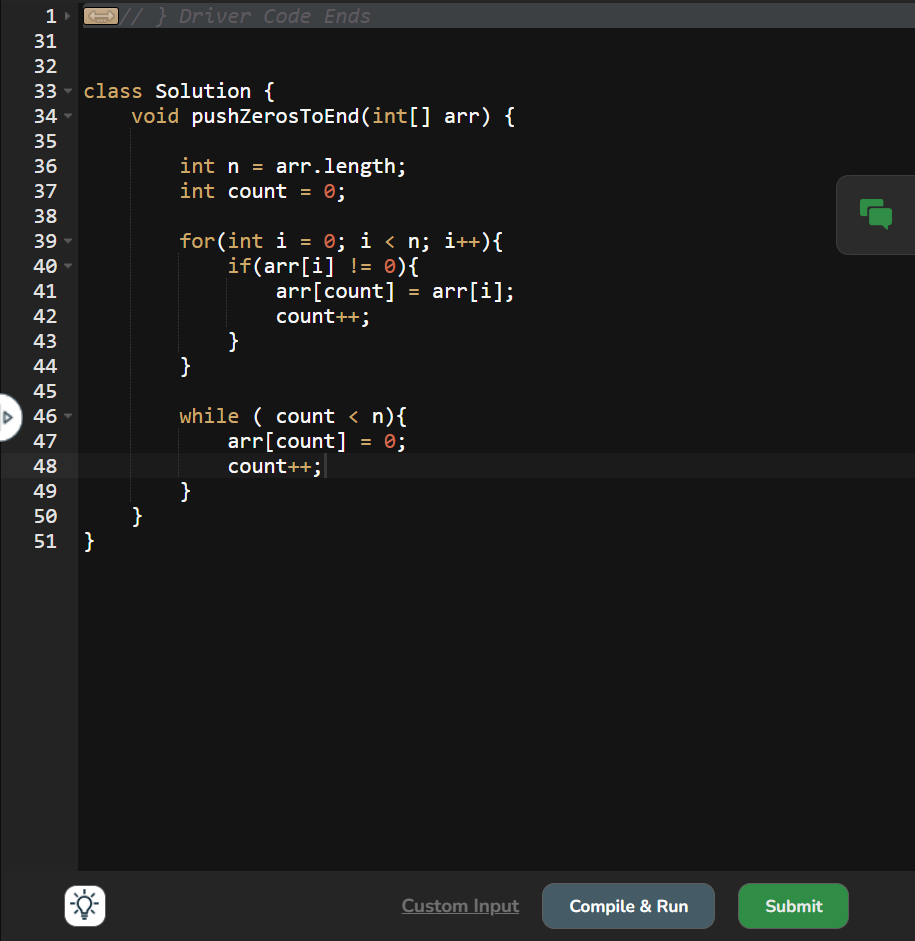 1 // } Driver Code Ends
31
32
33 class Solution {
34     void pushZerosToEnd(int[] arr) {
35
36         int n = arr.length;
37         int count = 0;
38
39         for(int i = 0; i < n; i++){
40             if(arr[i] != 0){
41                 arr[count] = arr[i];
42                 count++;
43             }
44         }
45
46         while ( count < n){
47             arr[count] = 0;
48             count++;
49         }
50     }
51 }
Custom Input Compile & Run Submit